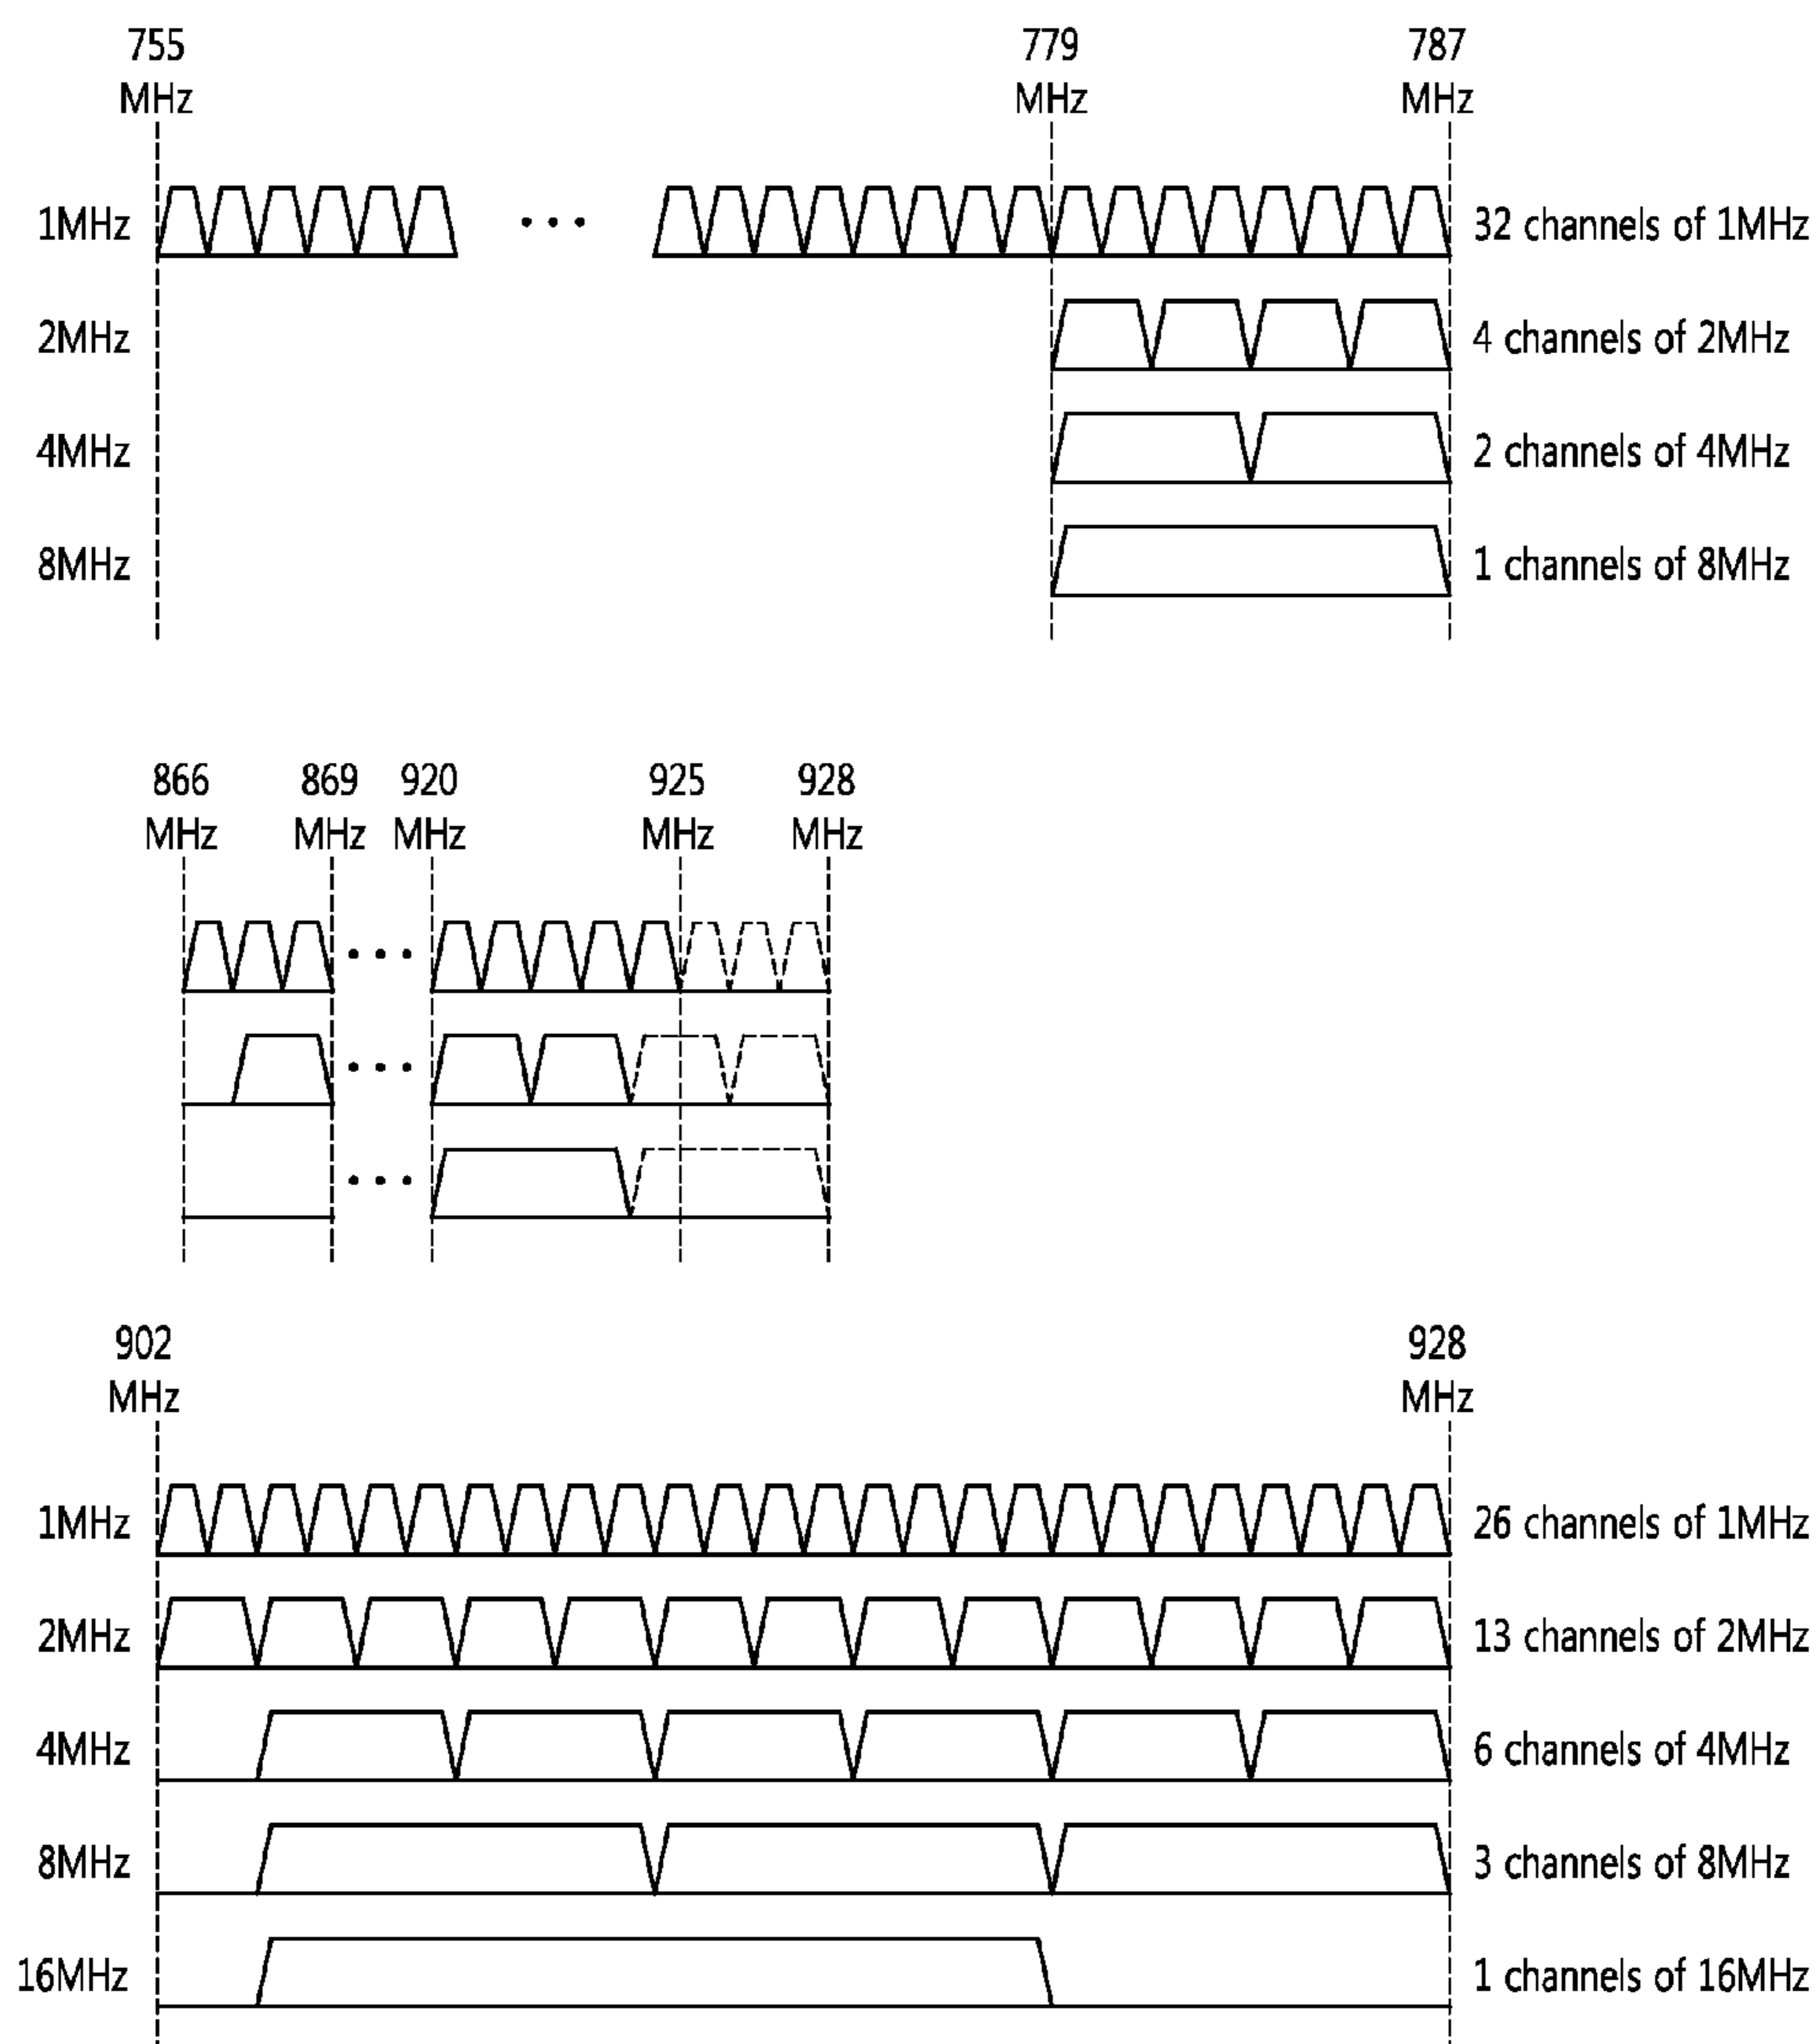 755
MHz
779
MHz
787
MHz
1MHz
32 channels of 1MHz
2MHz
4 channels of 2MHz
4MHz
2 channels of 4MHz
8MHz
1 channels of 8MHz
866
MHz
869
MHz
920
MHz
925
MHz
928
MHz
902
MHz
928
MHz
1MHz
26 channels of 1MHz
2MHz
13 channels of 2MHz
4MHz
6 channels of 4MHz
8MHz
3 channels of 8MHz
16MHz
1 channels of 16MHz